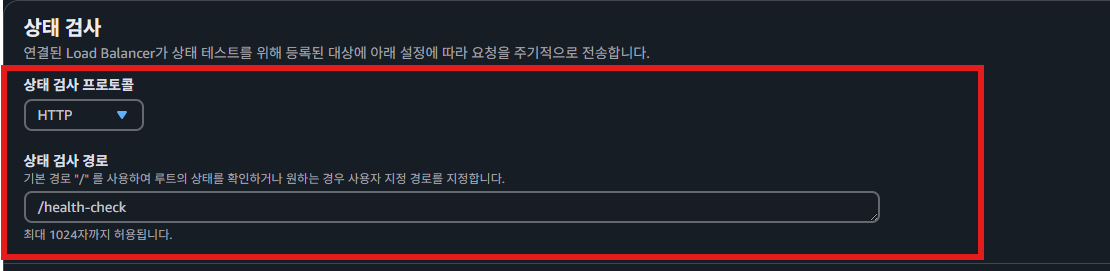 상태 검사
연결된 Load Balancer가 상태 테스트를 위해 등록된 대상에 아래 설정에 따라 요청을 주기적으로 전송합니다.
상태 검사 프로토콜
HTTP
상태 검사 경로
기본 경로 "/" 를 사용하여 루트의 상태를 확인하거나 원하는 경우 사용자 지정 경로를 지정합니다.
/health-check
최대 1024자까지 허용됩니다.